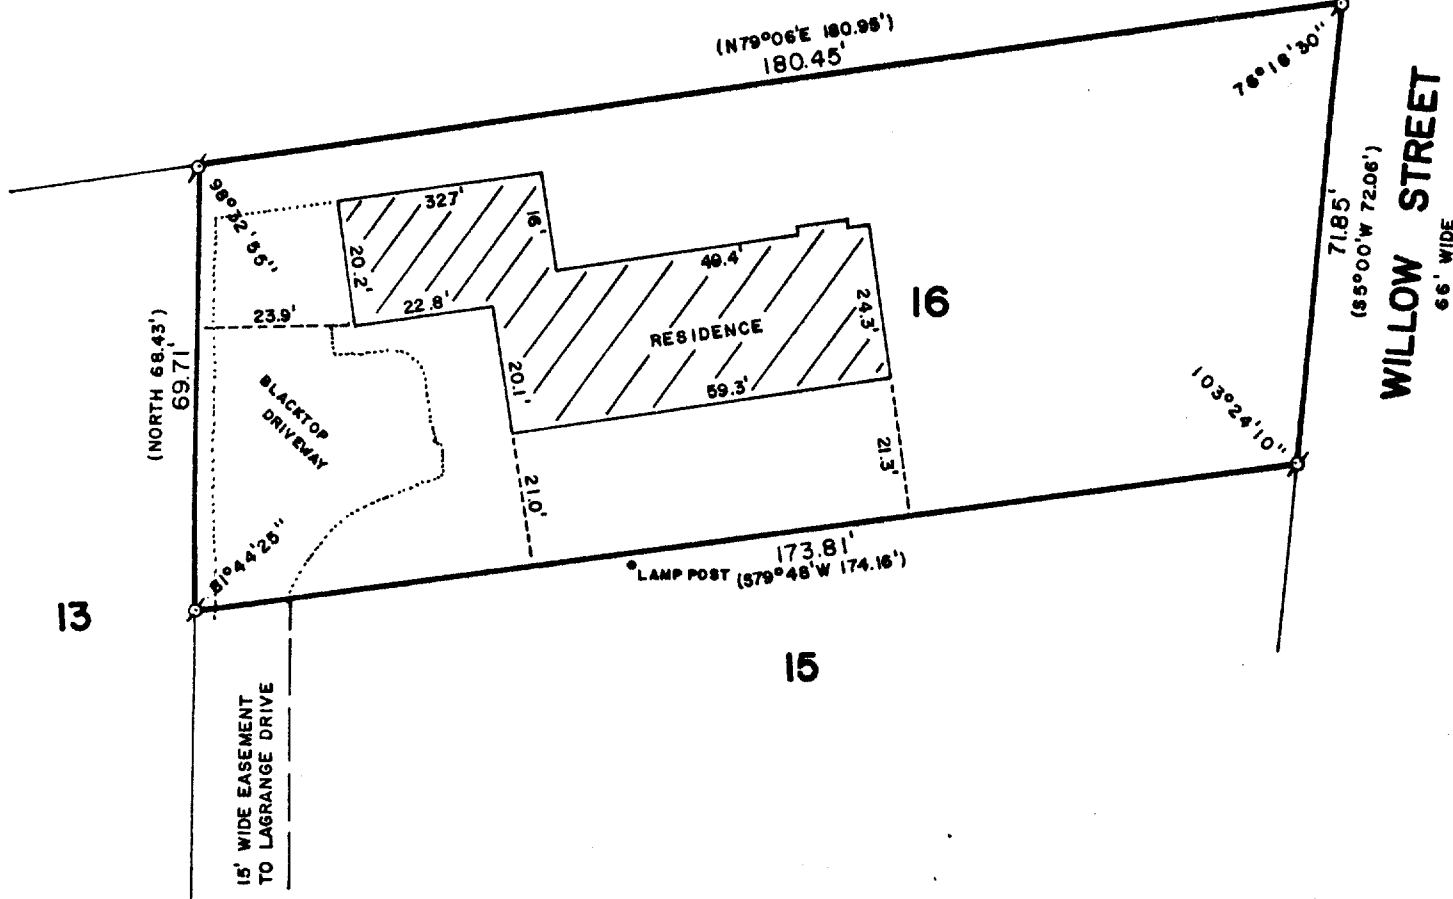 (N79°06'E 180.95')
180.45'
76°18'30"
98°32'55"
327'
16'
20.2'
22.8'
23.9'
49.4'
24.3'
RESIDENCE
16
20.1'
59.3'
(NORTH 68.43')
69.71'
BLACKTOP
DRIVEWAY
21.0'
21.3'
103°24'10"
71.85'
(S5°00'W 72.06')
WILLOW STREET
66' WIDE
81°44'25"
173.81'
(S79°48'W 174.16')
LAMP POST
13
15
15' WIDE EASEMENT
TO LAGRANGE DRIVE